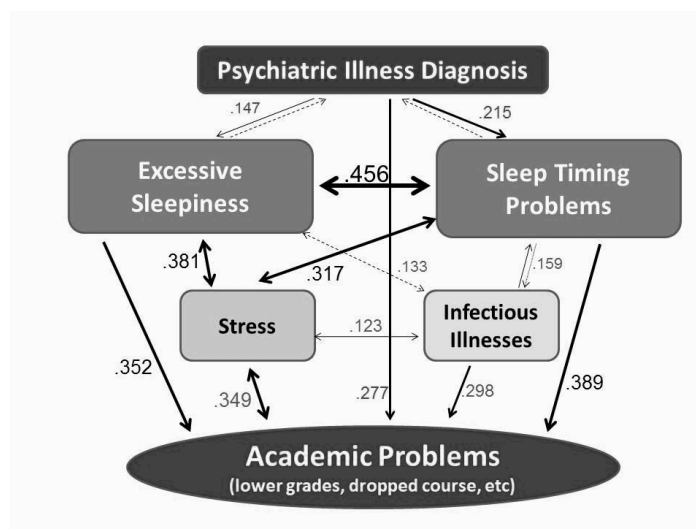 Psychiatric Illness Diagnosis
.147
.215
Excessive
Sleepiness
.456
Sleep Timing
Problems
.381
.317
.133
.159
Stress
.123
Infectious
Illnesses
.352
.349
.277
.298
.389
Academic Problems
(lower grades, dropped course, etc)